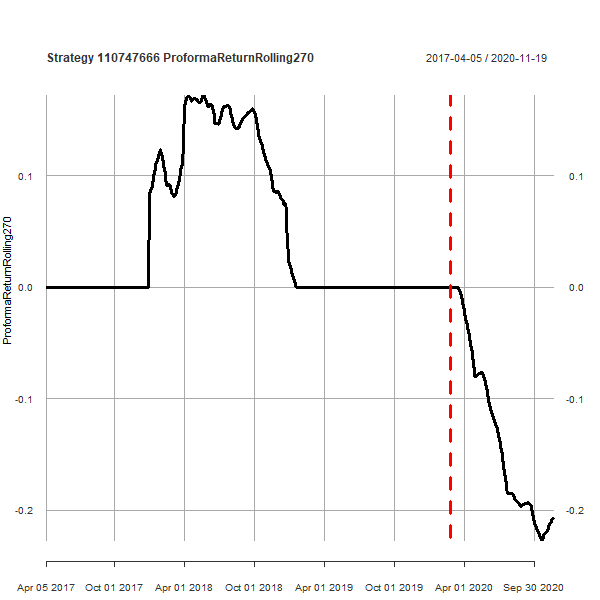 Strategy 110747666 ProformaReturnRolling270
2017-04-05 / 2020-11-19
ProformaReturnRolling270
0.1
0.1
0.0
0.0
-0.1
-0.1
-0.2
-0.2
Apr 05 2017
Oct 01 2017
Apr 01 2018
Oct 01 2018
Apr 01 2019
Oct 01 2019
Apr 01 2020
Sep 30 2020